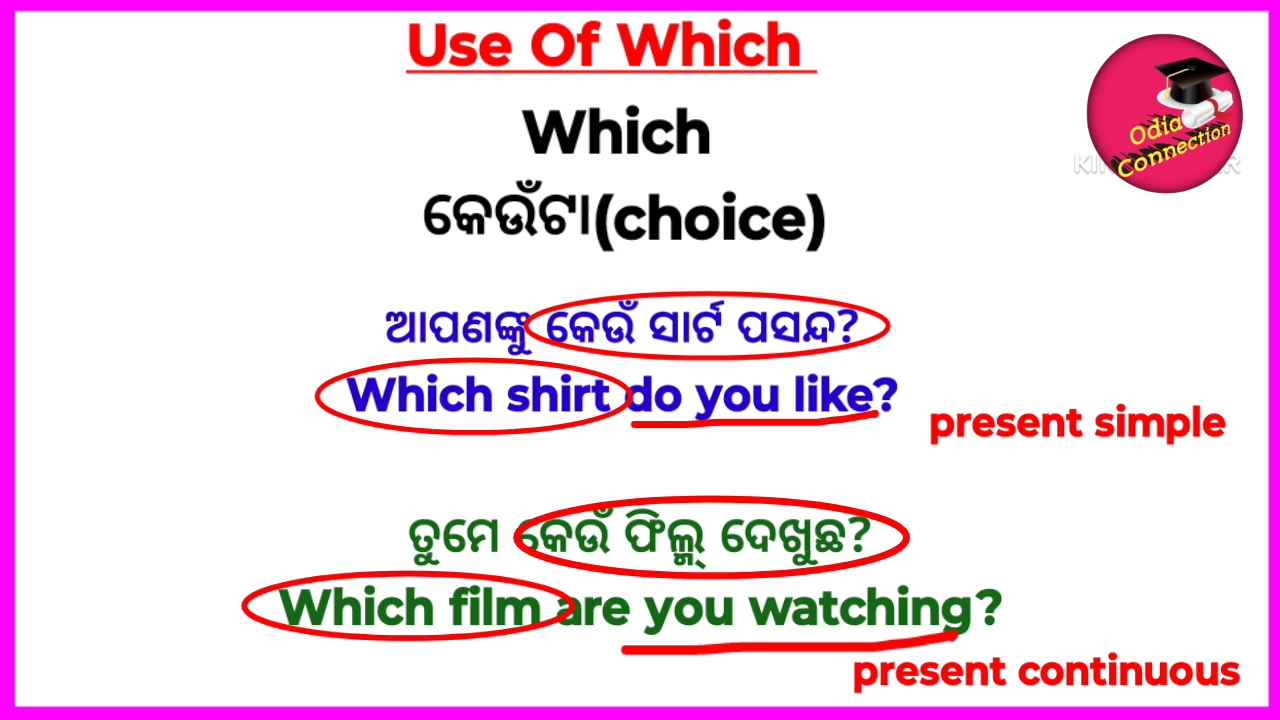 Use Of Which
Odia
Connection
Which
କେଉଁଟା(choice)
ଆପଣଙ୍କୁ କେଉଁ ସାର୍ଟ ପସନ୍ଦ?
Which shirt do you like?
present simple
ତୁମେ କେଉଁ ଫିଲ୍ମ୍ ଦେଖୁଛ?
Which film are you watching?
present continuous